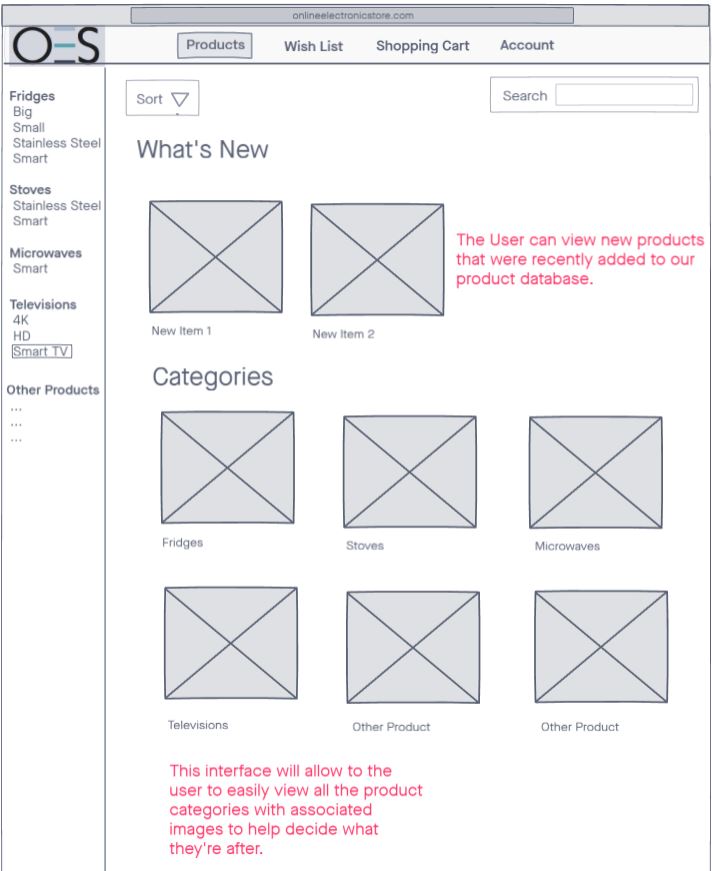 onlineelectronicstore.com
OES
Products
Wish List
Shopping Cart
Account
Fridges
Big
Small
Stainless Steel
Smart
Stoves
Stainless Steel
Smart
Microwaves
Smart
Televisions
4K
HD
Smart TV
Other Products
...
...
...
Sort
Search
What's New
New Item 1
New Item 2
The User can view new products
that were recently added to our
product database.
Categories
Fridges
Stoves
Microwaves
Televisions
Other Product
Other Product
This interface will allow to the
user to easily view all the product
categories with associated
images to help decide what
they're after.